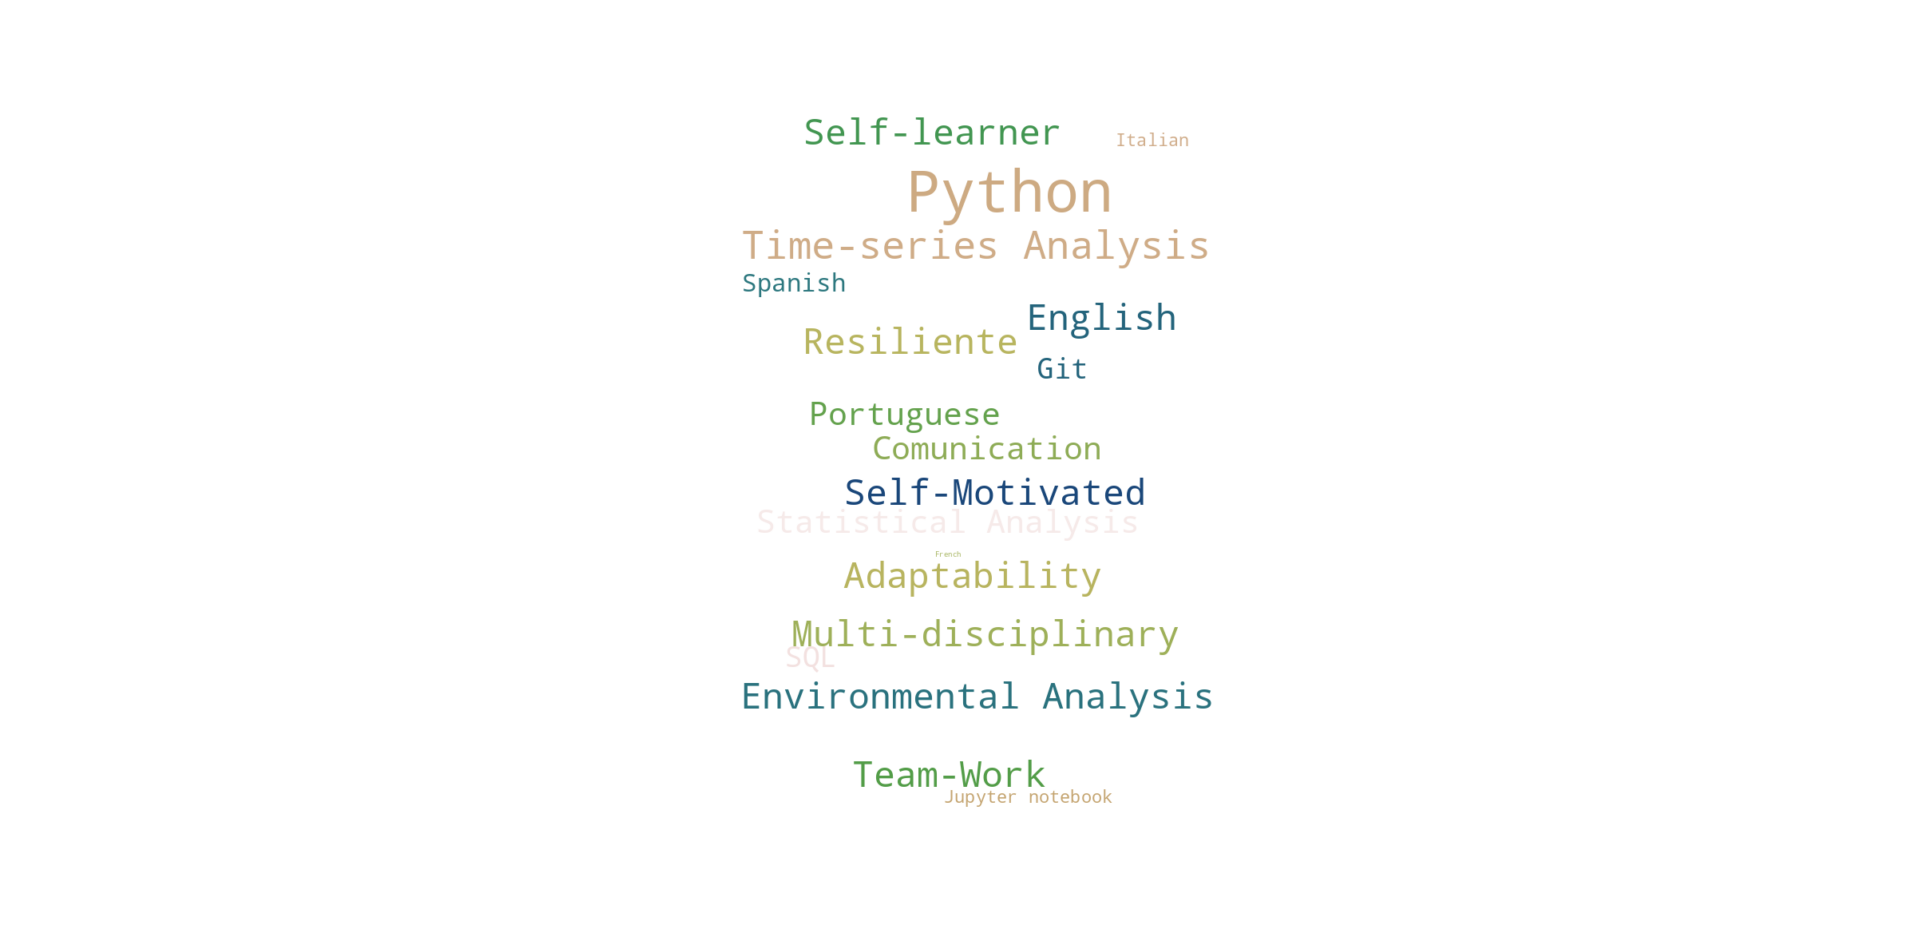 Self-learner
Italian
Python
Time-series Analysis
Spanish
English
Resiliente
Git
Portuguese
Comunication
Self-Motivated
Statistical Analysis
French
Adaptability
Multi-disciplinary
SQL
Environmental Analysis
Team-Work
Jupyter notebook